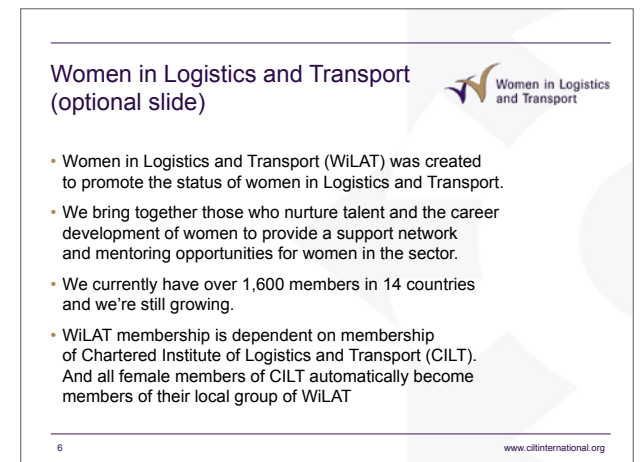 Women in Logistics and Transport
(optional slide)
Women in Logistics
and Transport
• Women in Logistics and Transport (WiLAT) was created
to promote the status of women in Logistics and Transport.
• We bring together those who nurture talent and the career
development of women to provide a support network
and mentoring opportunities for women in the sector.
• We currently have over 1,600 members in 14 countries
and we’re still growing.
• WiLAT membership is dependent on membership
of Chartered Institute of Logistics and Transport (CILT).
And all female members of CILT automatically become
members of their local group of WiLAT
6
www.ciltinternational.org